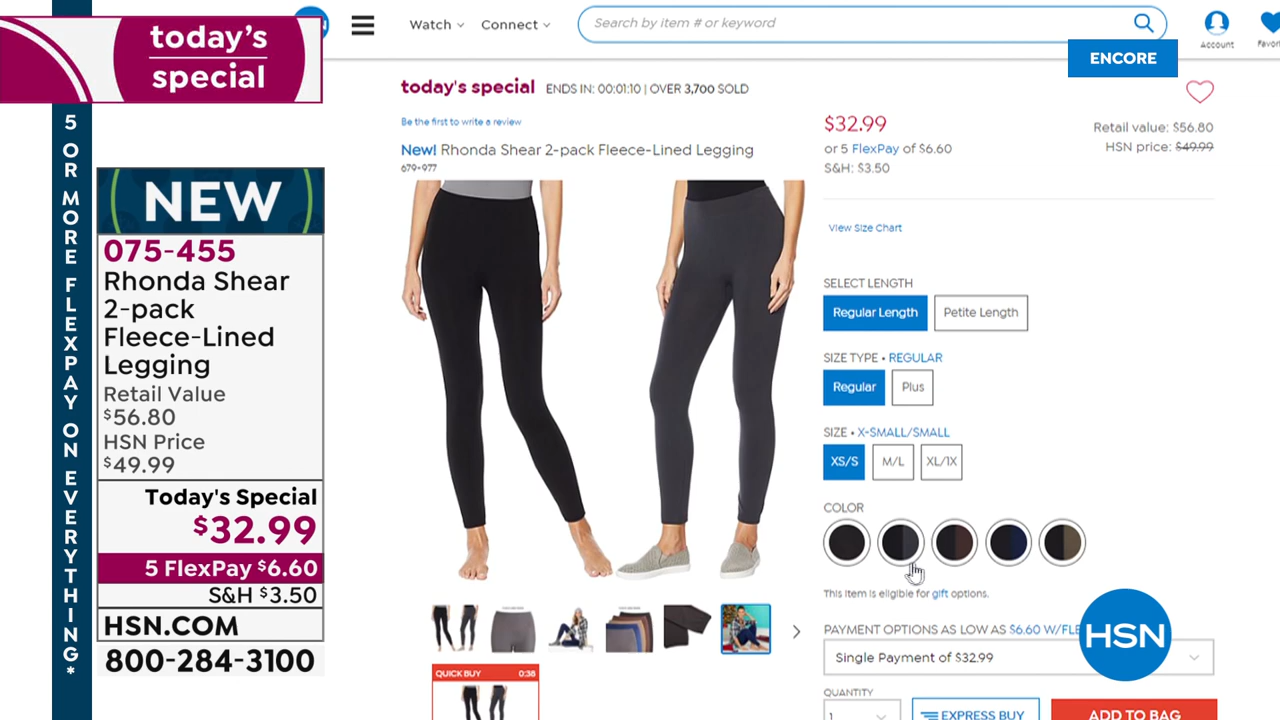 today's
special
5 OR MORE FLEXPAY ON EVERYTHING*
NEW
075-455
Rhonda Shear
2-pack
Fleece-Lined
Legging
Retail Value
$56.80
HSN Price
$49.99
Today's Special
$32.99
5 FlexPay $6.60
S&H $3.50
HSN.COM
800-284-3100
Watch
Connect
Search by item # or keyword
Account
ENCORE
today's special ENDS IN: 00:01:10 | OVER 3,700 SOLD
Be the first to write a review
New! Rhonda Shear 2-pack Fleece-Lined Legging
679-977
$32.99
or 5 FlexPay of $6.60
S&H: $3.50
Retail value: $56.80
HSN price: $49.99
View Size Chart
SELECT LENGTH
Regular Length Petite Length
SIZE TYPE • REGULAR
Regular Plus
SIZE • X-SMALL/SMALL
XS/S M/L XL/1X
COLOR
This item is eligible for gift options.
PAYMENT OPTIONS AS LOW AS $6.60 W/FLE
HSN
Single Payment of $32.99
QUANTITY
1
EXPRESS BUY
ADD TO BAG
QUICK BUY 0:38